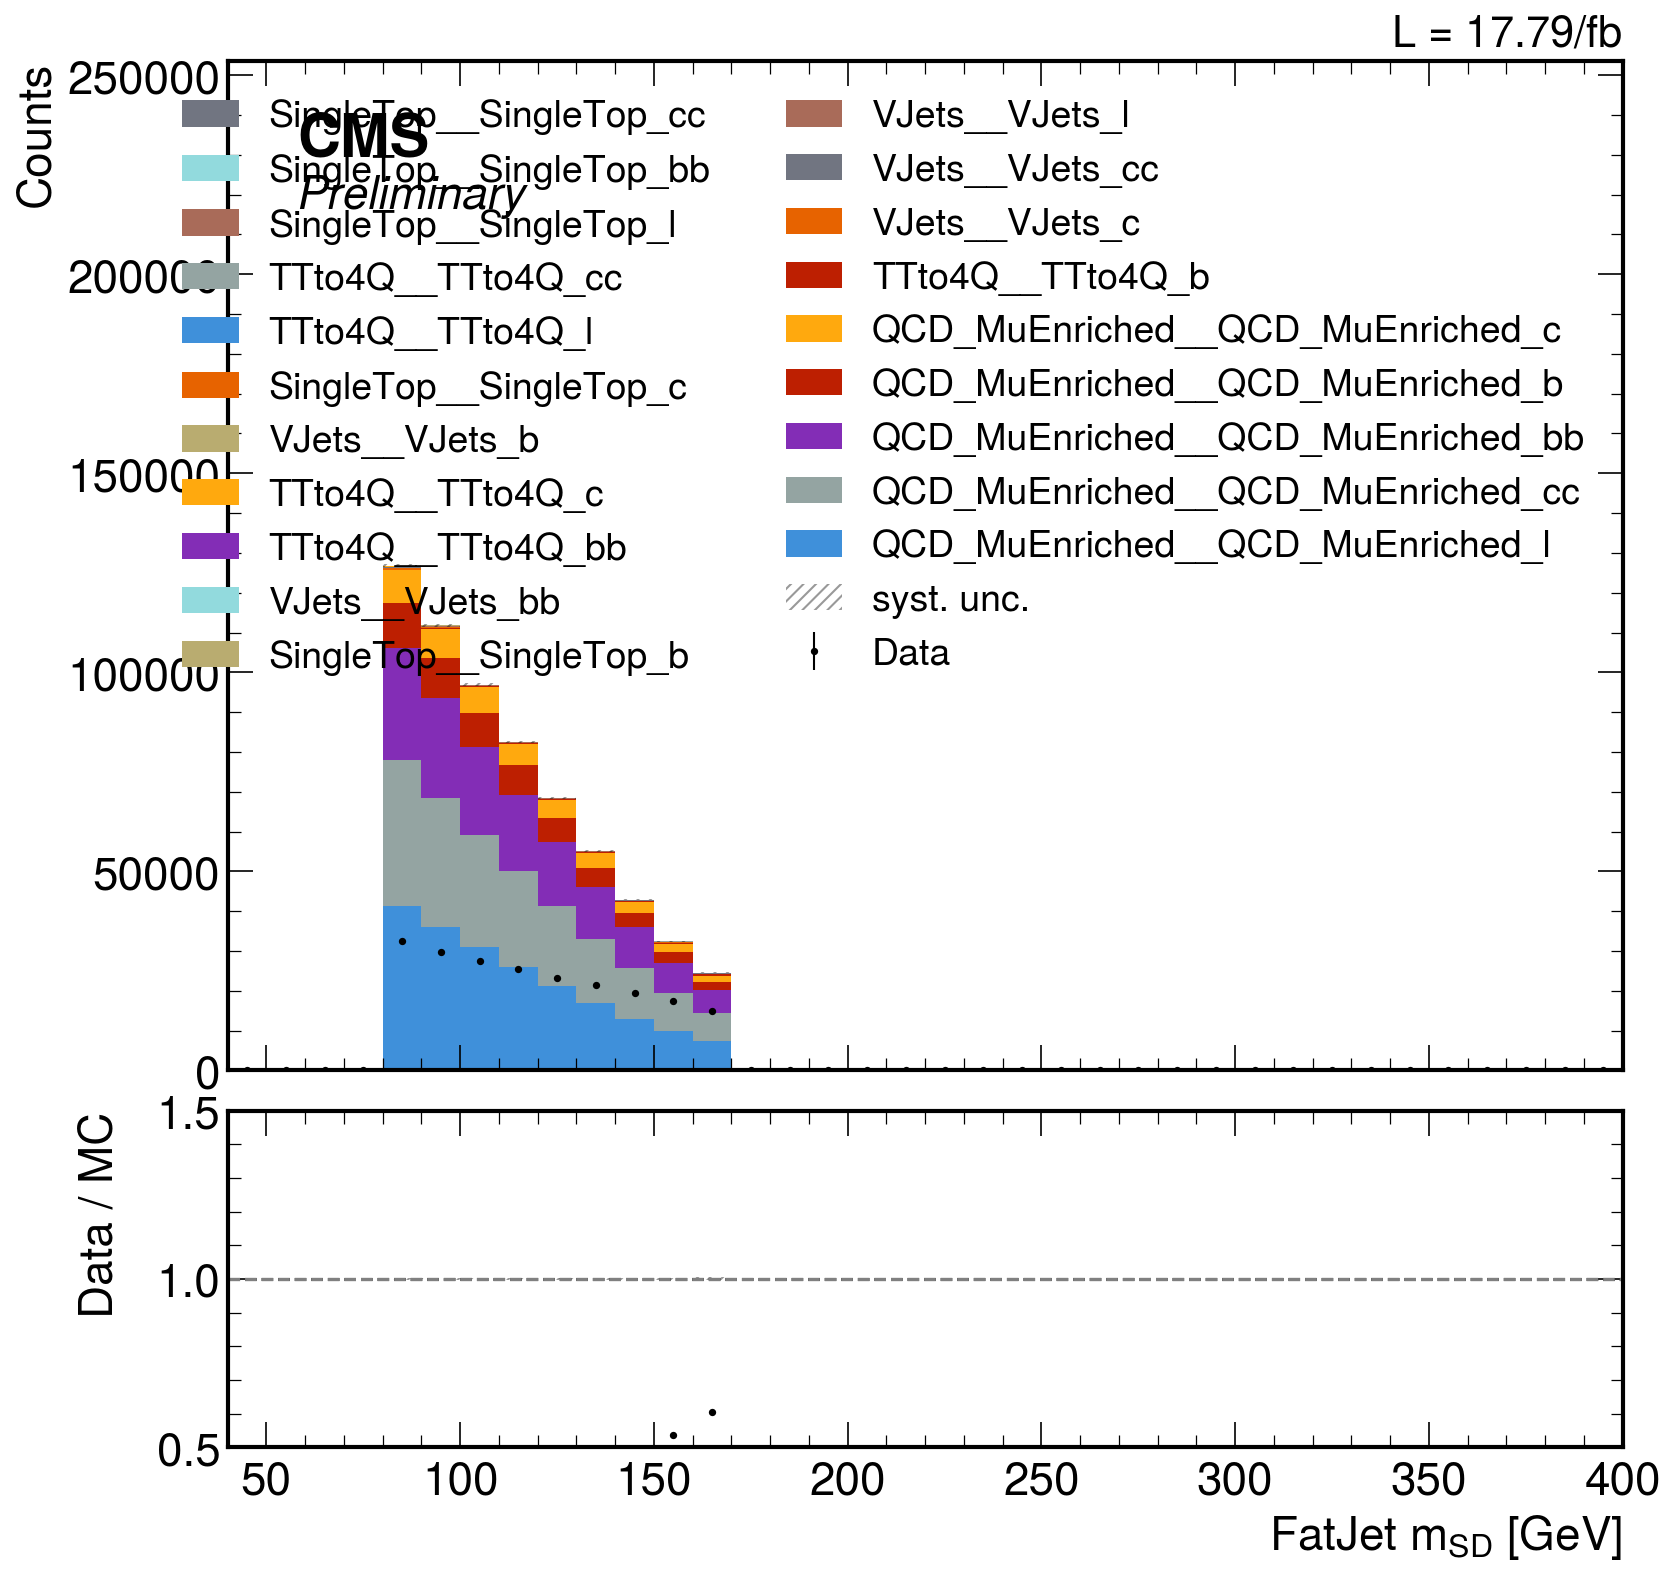 L = 17.79/fb
Counts
250000
200000
150000
100000
50000
0
CMS
Preliminary
SingleTop__SingleTop_cc
SingleTop__SingleTop_bb
SingleTop__SingleTop_l
TTto4Q__TTto4Q_cc
TTto4Q__TTto4Q_l
SingleTop__SingleTop_c
VJets__VJets_b
TTto4Q__TTto4Q_c
TTto4Q__TTto4Q_bb
VJets__VJets_bb
SingleTop__SingleTop_b
VJets__VJets_l
VJets__VJets_cc
VJets__VJets_c
TTto4Q__TTto4Q_b
QCD_MuEnriched__QCD_MuEnriched_c
QCD_MuEnriched__QCD_MuEnriched_b
QCD_MuEnriched__QCD_MuEnriched_bb
QCD_MuEnriched__QCD_MuEnriched_cc
QCD_MuEnriched__QCD_MuEnriched_l
syst. unc.
Data
Data / MC
1.5
1.0
0.5
50 100 150 200 250 300 350 400
FatJet m_SD [GeV]